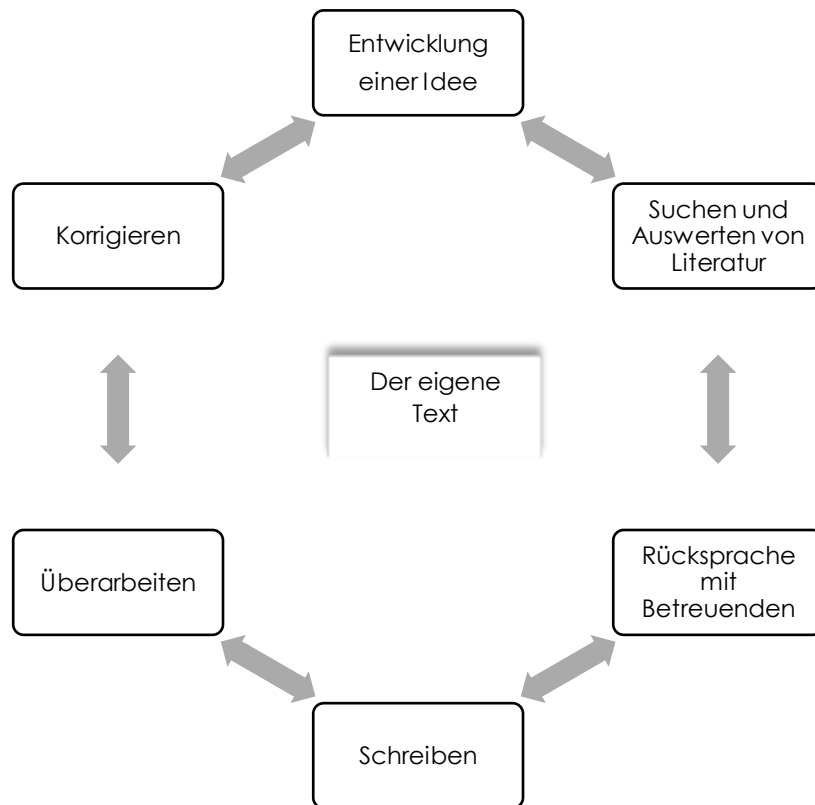 Entwicklung
einer Idee
Korrigieren
Suchen und
Auswerten von
Literatur
Der eigene
Text
Überarbeiten
Rücksprache
mit
Betreuenden
Schreiben